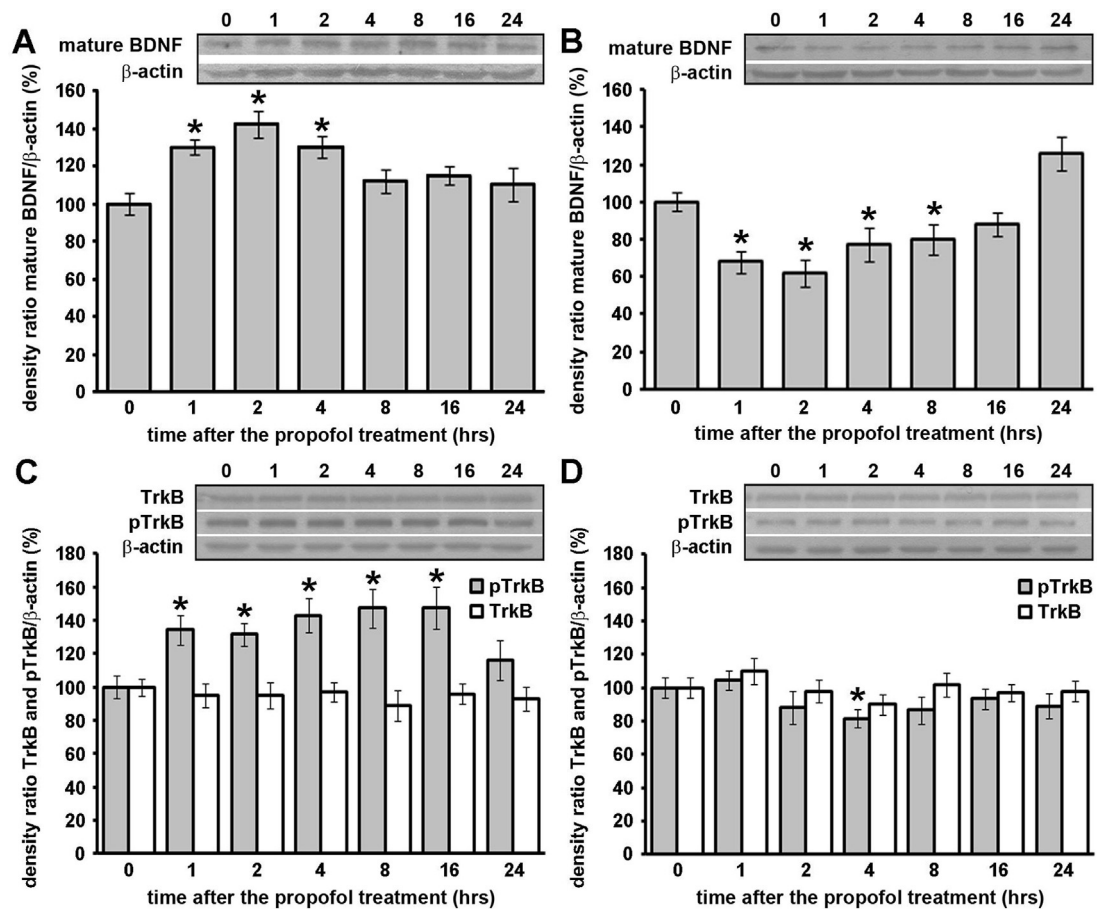 A
0 1 2 4 8 16 24
mature BDNF
β-actin
density ratio mature BDNF/β-actin (%)
160
140
120
100
80
60
40
20
0
* * *
0 1 2 4 8 16 24
time after the propofol treatment (hrs)
B
0 1 2 4 8 16 24
mature BDNF
β-actin
density ratio mature BDNF/β-actin (%)
160
140
120
100
80
60
40
20
0
* * * *
0 1 2 4 8 16 24
time after the propofol treatment (hrs)
C
0 1 2 4 8 16 24
TrkB
pTrkB
β-actin
density ratio TrkB and pTrkB/β-actin (%)
180
160
140
120
100
80
60
40
20
0
pTrkB
TrkB
* * * * *
0 1 2 4 8 16 24
time after the propofol treatment (hrs)
D
0 1 2 4 8 16 24
TrkB
pTrkB
β-actin
density ratio TrkB and pTrkB/β-actin (%)
180
160
140
120
100
80
60
40
20
0
pTrkB
TrkB
*
0 1 2 4 8 16 24
time after the propofol treatment (hrs)